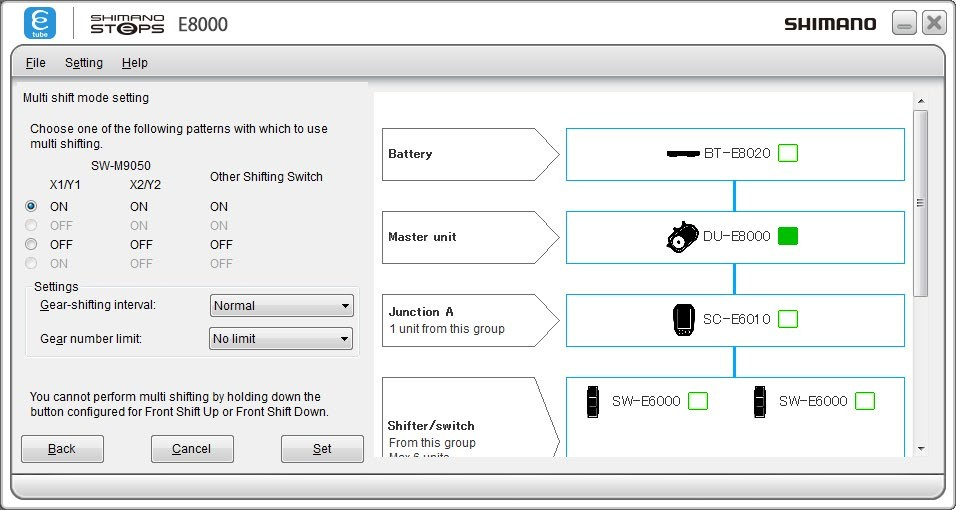 e
tube
SHIMANO
STEPS
E8000
SHIMANO
File Setting Help
Multi shift mode setting
Choose one of the following patterns with which to use
multi shifting.
SW-M9050
X1/Y1 X2/Y2 Other Shifting Switch
ON ON ON
OFF ON ON
OFF OFF OFF
ON OFF OFF
Settings
Gear-shifting interval: Normal
Gear number limit: No limit
You cannot perform multi shifting by holding down the
button configured for Front Shift Up or Front Shift Down.
Back Cancel Set
Battery
BT-E8020
Master unit
DU-E8000
Junction A
1 unit from this group
SC-E6010
SW-E6000 SW-E6000
Shifter/switch
From this group
Max 6 units